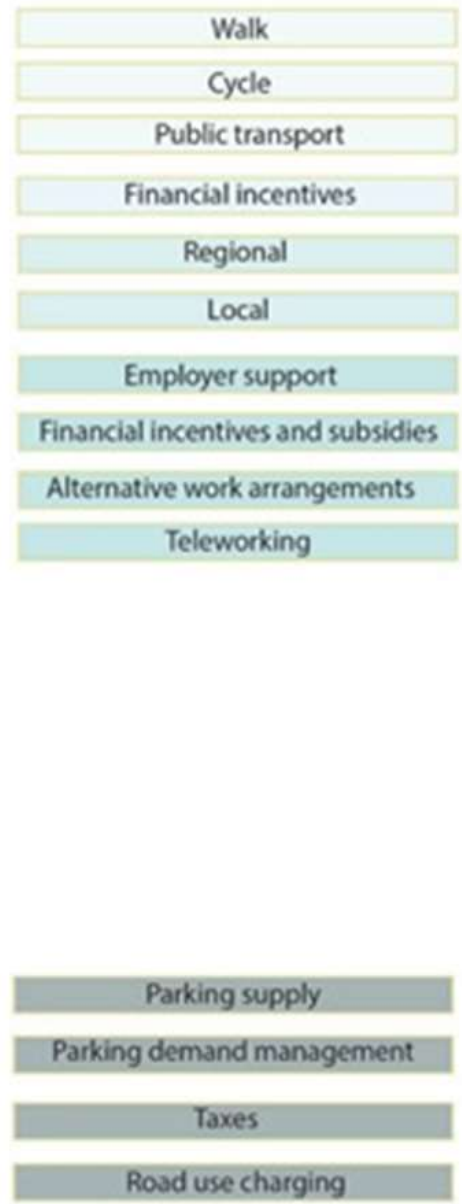 Walk
Cycle
Public transport
Financial incentives
Regional
Local
Employer support
Financial incentives and subsidies
Alternative work arrangements
Teleworking
Parking supply
Parking demand management
Taxes
Road use charging